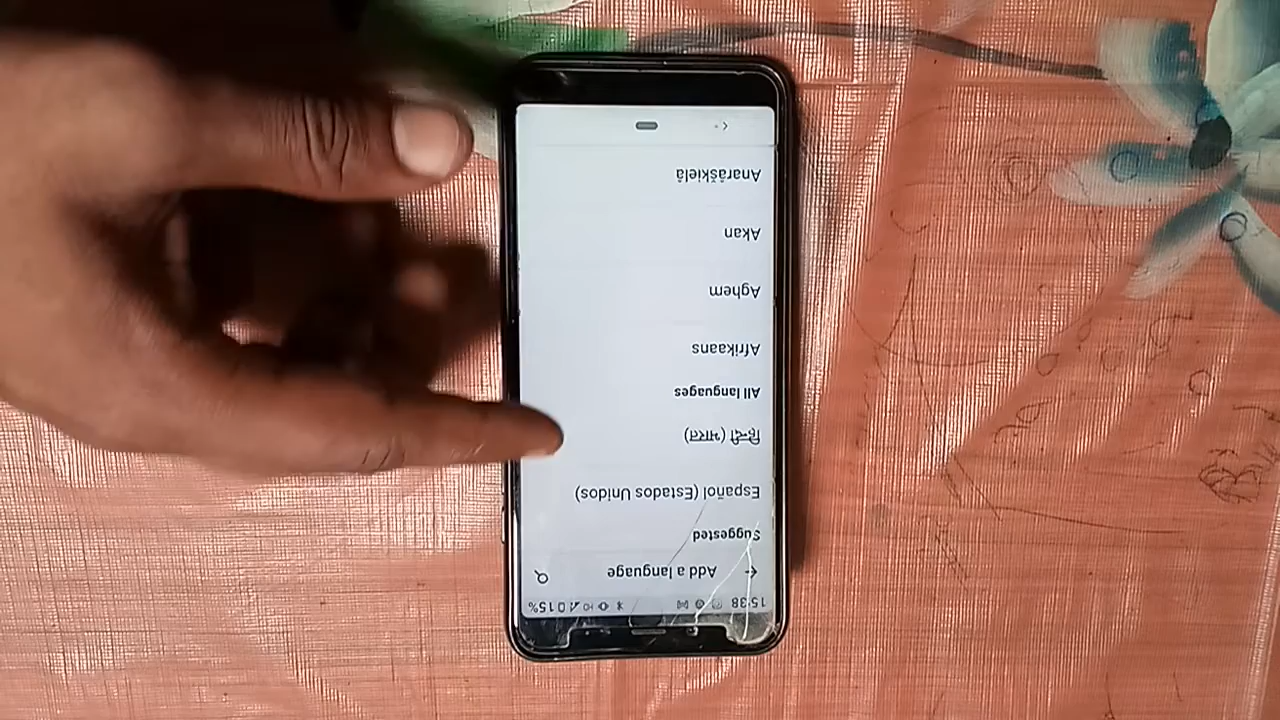 15:38 15%
Add a language
Suggested
Español (Estados Unidos)
हिन्दी (भारत)
All languages
Afrikaans
Aghem
Akan
Anarâškielâ